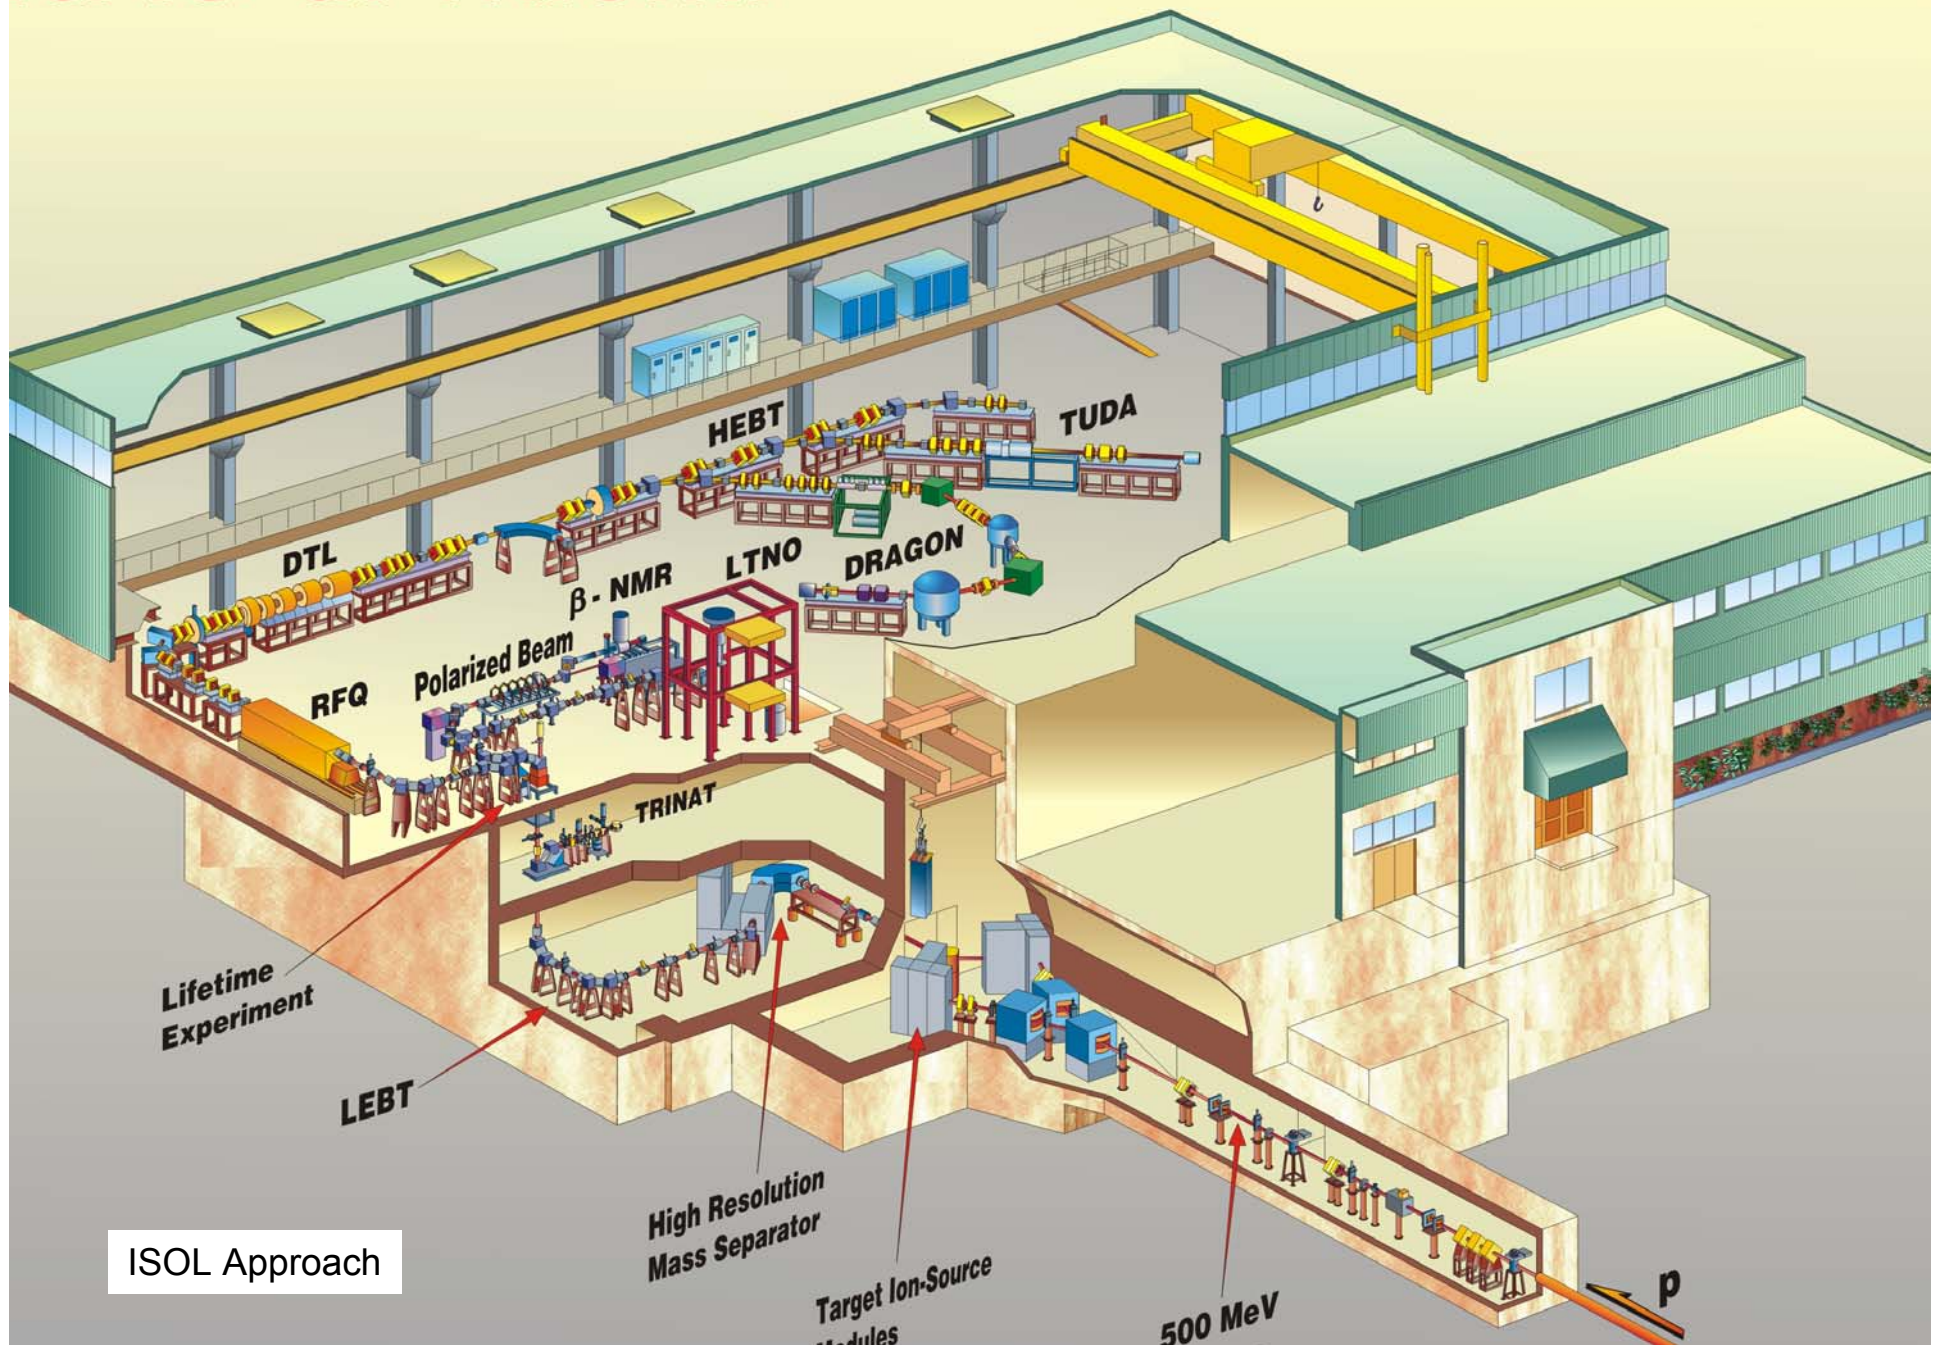 HEBT
TUDA
DTL
β - NMR
LTNO
DRAGON
RFQ
Polarized Beam
TRINAT
Lifetime
Experiment
LEBT
High Resolution
Mass Separator
Target Ion-Source
Modules
500 MeV
p
ISOL Approach